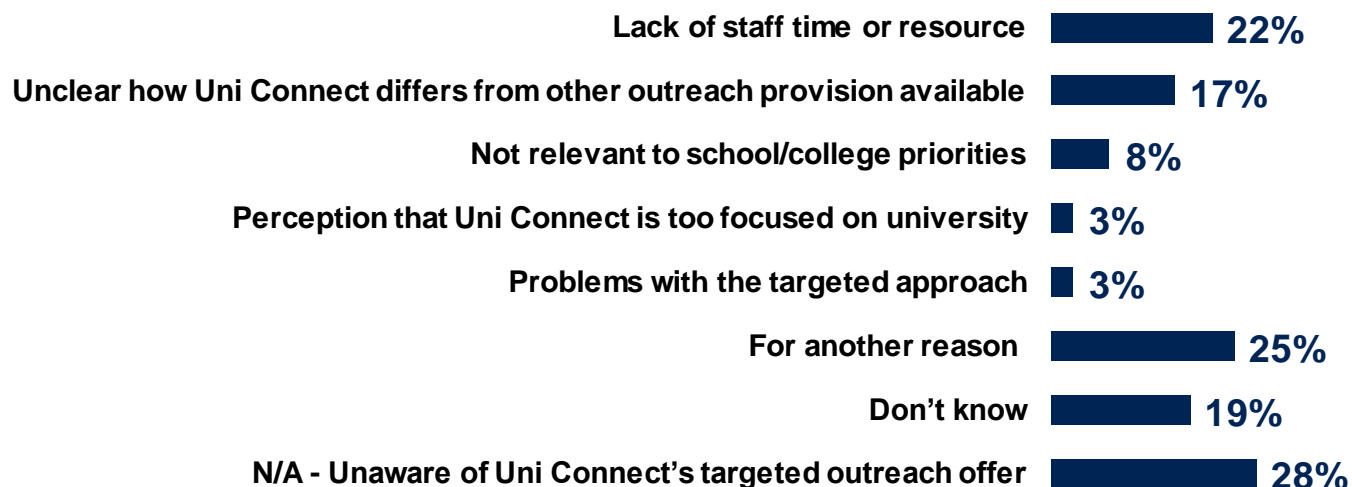 Lack of staff time or resource 22%
Unclear how Uni Connect differs from other outreach provision available 17%
Not relevant to school/college priorities 8%
Perception that Uni Connect is too focused on university 3%
Problems with the targeted approach 3%
For another reason 25%
Don’t know 19%
N/A - Unaware of Uni Connect’s targeted outreach offer 28%